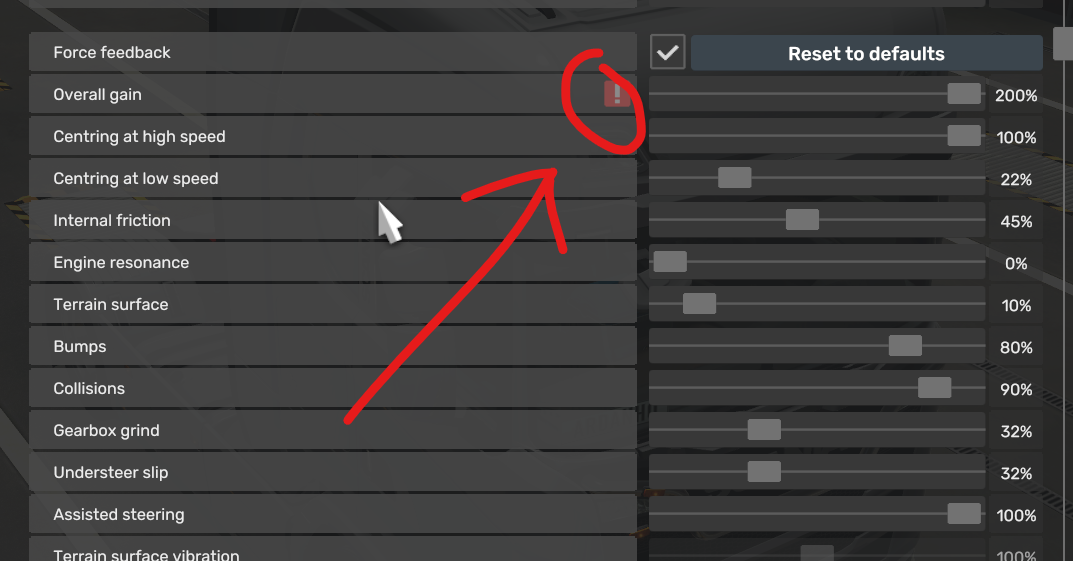 Force feedback
Reset to defaults
Overall gain
!
200%
Centring at high speed
100%
Centring at low speed
22%
Internal friction
45%
Engine resonance
0%
Terrain surface
10%
Bumps
80%
Collisions
90%
Gearbox grind
32%
Understeer slip
32%
Assisted steering
100%
Terrain surface vibration
100%